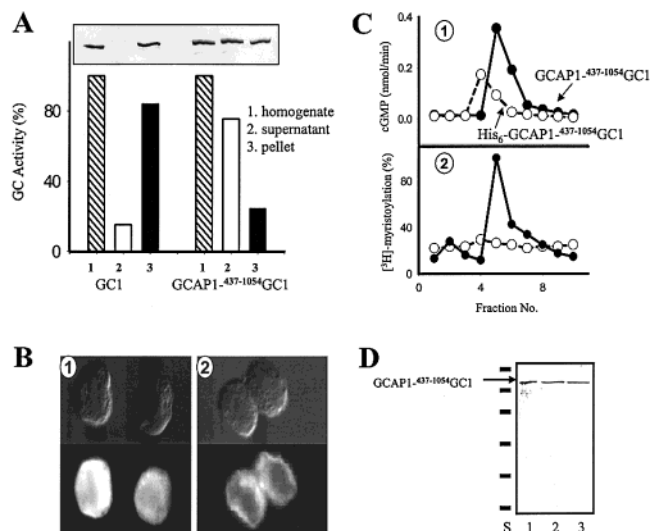 A
GC Activity (%)
80
40
0
1. homogenate
2. supernatant
3. pellet
1 2 3 1 2 3
GC1 GCAP1-437-1054GC1
B
1
2
C
cGMP (nmol/min)
0.4
0.2
0.0
1
GCAP1-437-1054GC1
His6-GCAP1-437-1054GC1
[3H]-myristoylation (%)
80
40
0
2
0 4 8
Fraction No.
D
GCAP1-437-1054GC1
S 1 2 3